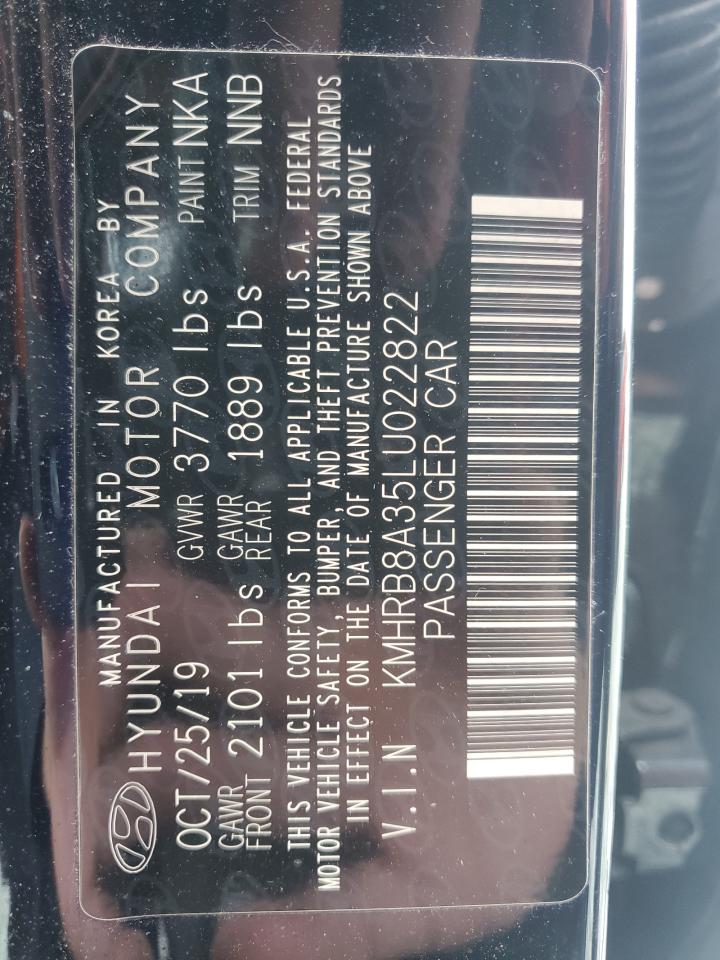 MANUFACTURED IN KOREA BY
HYUNDAI MOTOR COMPANY
OCT/25/19 GVWR 3770 lbs PAINT NKA
GAWR FRONT 2101 lbs GAWR REAR 1889 lbs TRIM NNB
THIS VEHICLE CONFORMS TO ALL APPLICABLE U.S.A. FEDERAL
MOTOR VEHICLE SAFETY, BUMPER, AND THEFT PREVENTION STANDARDS
IN EFFECT ON THE DATE OF MANUFACTURE SHOWN ABOVE
V.I.N KMHRB8A35LU022822
PASSENGER CAR